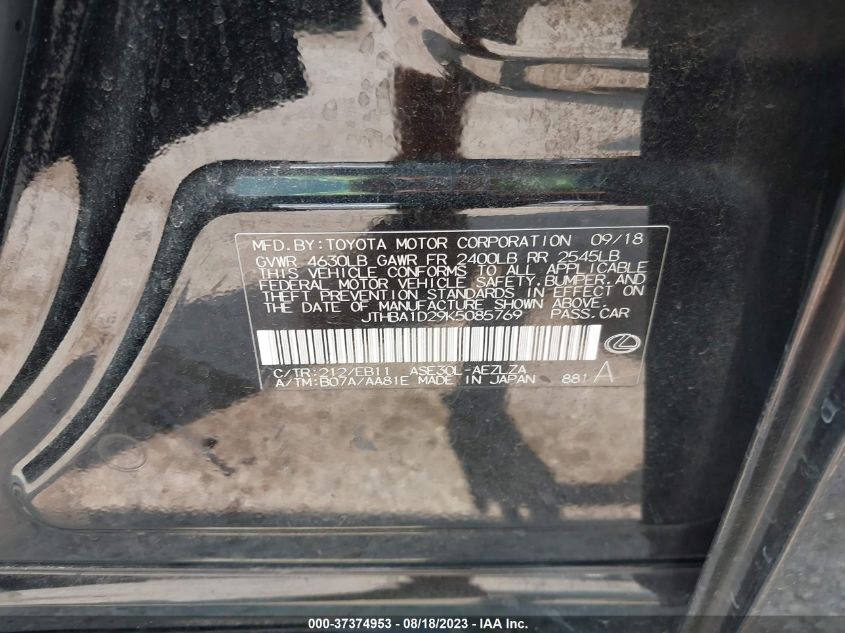 MFD.BY:TOYOTA MOTOR CORPORATION 09/18
GVWR 4630LB GAWR FR 2400LB RR 2545LB
THIS VEHICLE CONFORMS TO ALL APPLICABLE
FEDERAL MOTOR VEHICLE SAFETY,BUMPER,AND
THEFT PREVENTION STANDARDS IN EFFECT ON
THE DATE OF MANUFACTURE SHOWN ABOVE.
JTHBA1D29K5085769 PASS.CAR
C/TR:212/EB11 ASE30L-AEZLZA
A/TM:B07A/AA81E MADE IN JAPAN 881 A
000-37374953 - 08/18/2023 - IAA Inc.